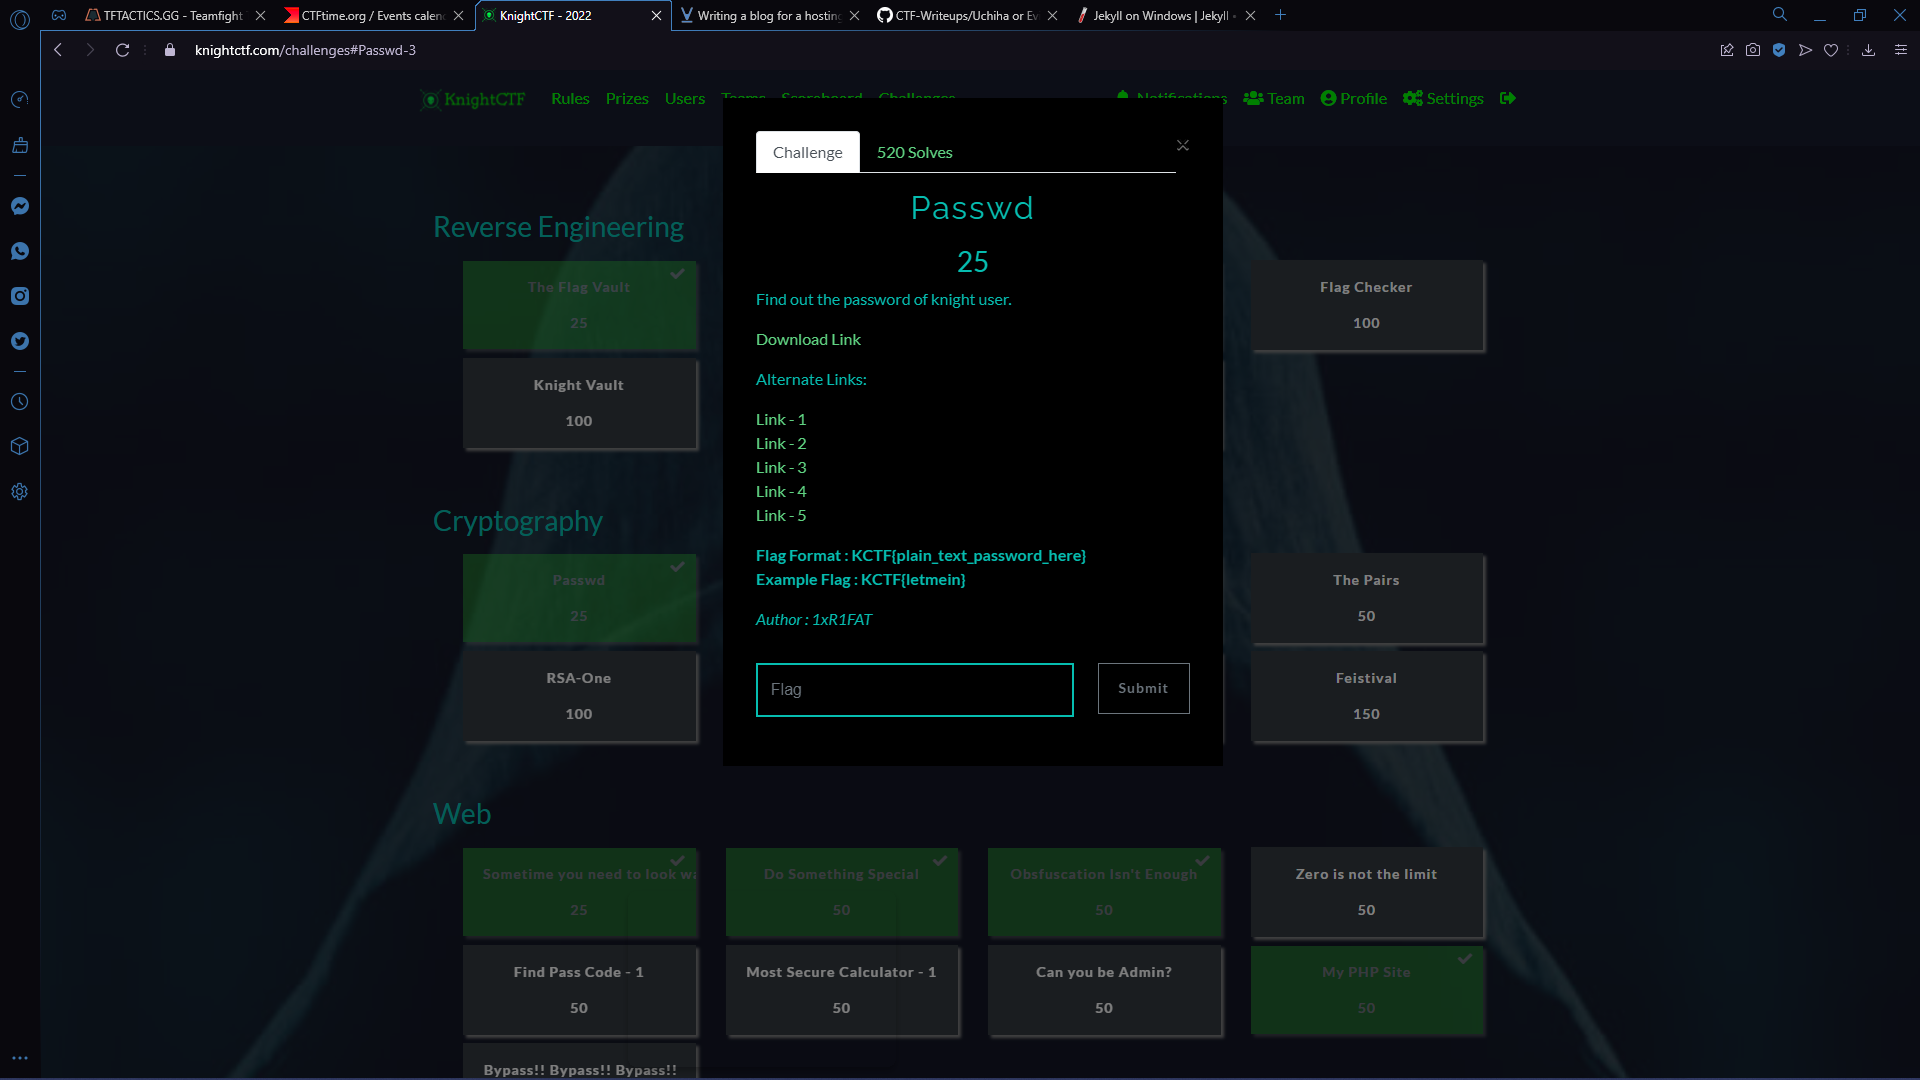 TFTACTICS.GG - Teamfight
CTFtime.org / Events calen
KnightCTF - 2022
Writing a blog for a hosting
CTF-Writeups/Uchiha or Ev
Jekyll on Windows | Jekyll •
knightctf.com/challenges#Passwd-3
KnightCTF
Rules
Prizes
Users
Teams
Scoreboard
Challenges
Notifications
Team
Profile
Settings
Challenge
520 Solves
Passwd
25
Find out the password of knight user.
Download Link
Alternate Links:
Link - 1
Link - 2
Link - 3
Link - 4
Link - 5
Flag Format : KCTF{plain_text_password_here}
Example Flag : KCTF{letmein}
Author : 1xR1FAT
Flag
Submit
Reverse Engineering
The Flag Vault
25
Flag Checker
100
Knight Vault
100
Cryptography
Passwd
25
The Pairs
50
RSA-One
100
Feistival
150
Web
Sometime you need to look wa
25
Do Something Special
50
Obsfuscation Isn't Enough
50
Zero is not the limit
50
Find Pass Code - 1
50
Most Secure Calculator - 1
50
Can you be Admin?
50
My PHP Site
50
Bypass!! Bypass!! Bypass!!